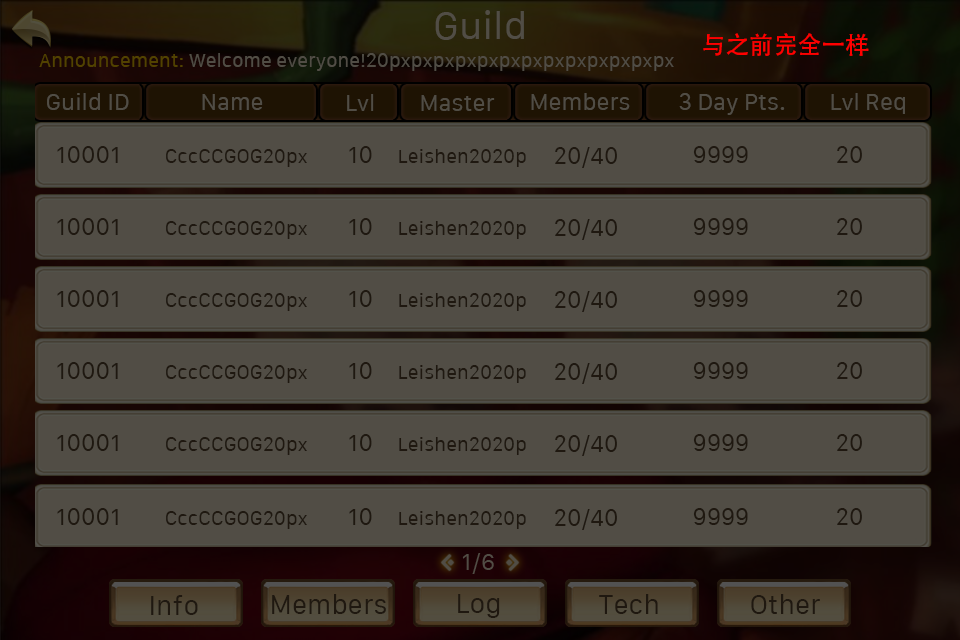 Guild
与之前完全一样
Announcement: Welcome everyone!20pxpxpxpxpxpxpxpxpxpxpxpxpxpx
Guild ID Name Lvl Master Members 3 Day Pts. Lvl Req
10001 CccCCGOG20px 10 Leishen2020p 20/40 9999 20
10001 CccCCGOG20px 10 Leishen2020p 20/40 9999 20
10001 CccCCGOG20px 10 Leishen2020p 20/40 9999 20
10001 CccCCGOG20px 10 Leishen2020p 20/40 9999 20
10001 CccCCGOG20px 10 Leishen2020p 20/40 9999 20
10001 CccCCGOG20px 10 Leishen2020p 20/40 9999 20
1/6
Info Members Log Tech Other